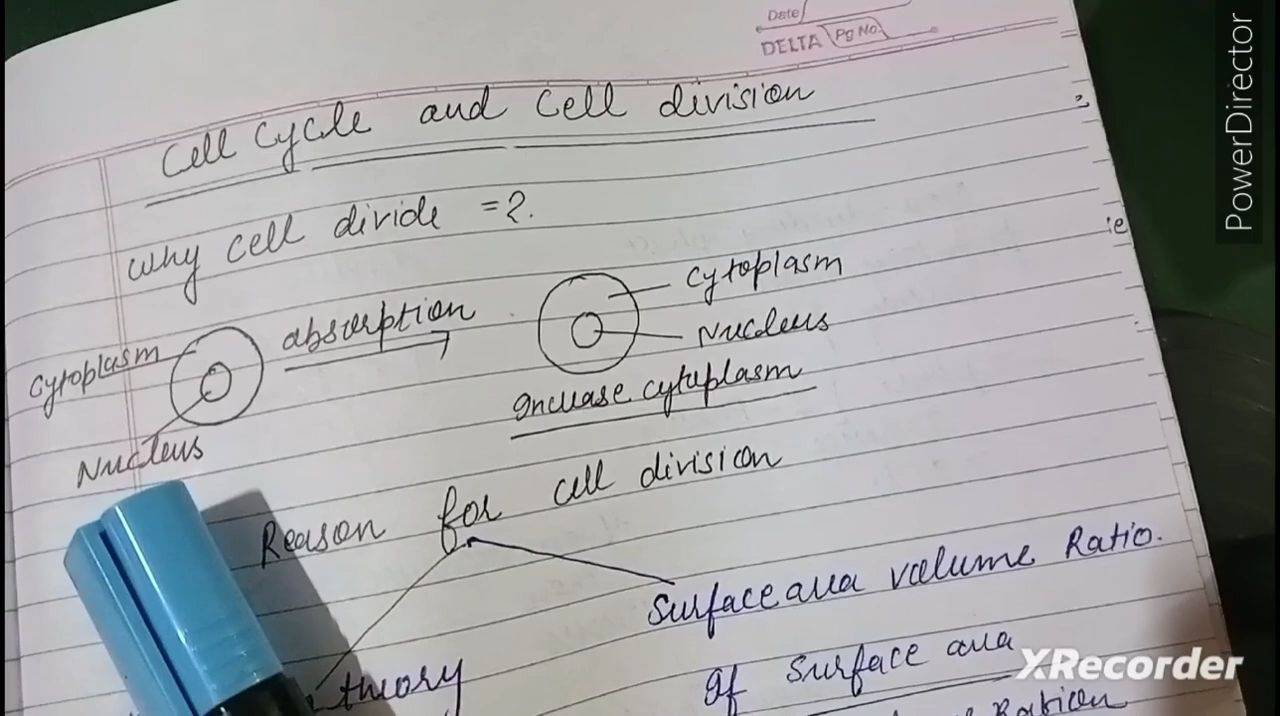 Date
DELTA Pg No.
Cell Cycle and Cell division
Why cell divide =?.
Cytoplasm
absorption
Cytoplasm
Nucleus
Nucleus
Increase cytoplasm
Reason for cell division
Surface area volume Ratio.
theory
If surface area
PowerDirector
XRecorder